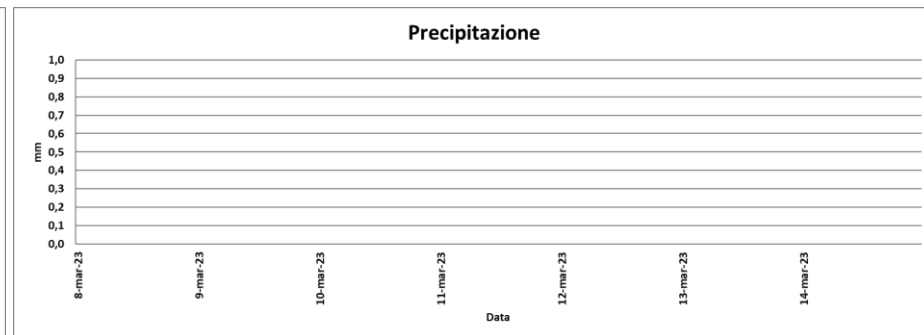 Precipitazione
1,0
0,9
0,8
0,7
0,6
0,5
0,4
0,3
0,2
0,1
0,0
mm
8-mar-23
9-mar-23
10-mar-23
11-mar-23
12-mar-23
13-mar-23
14-mar-23
Data